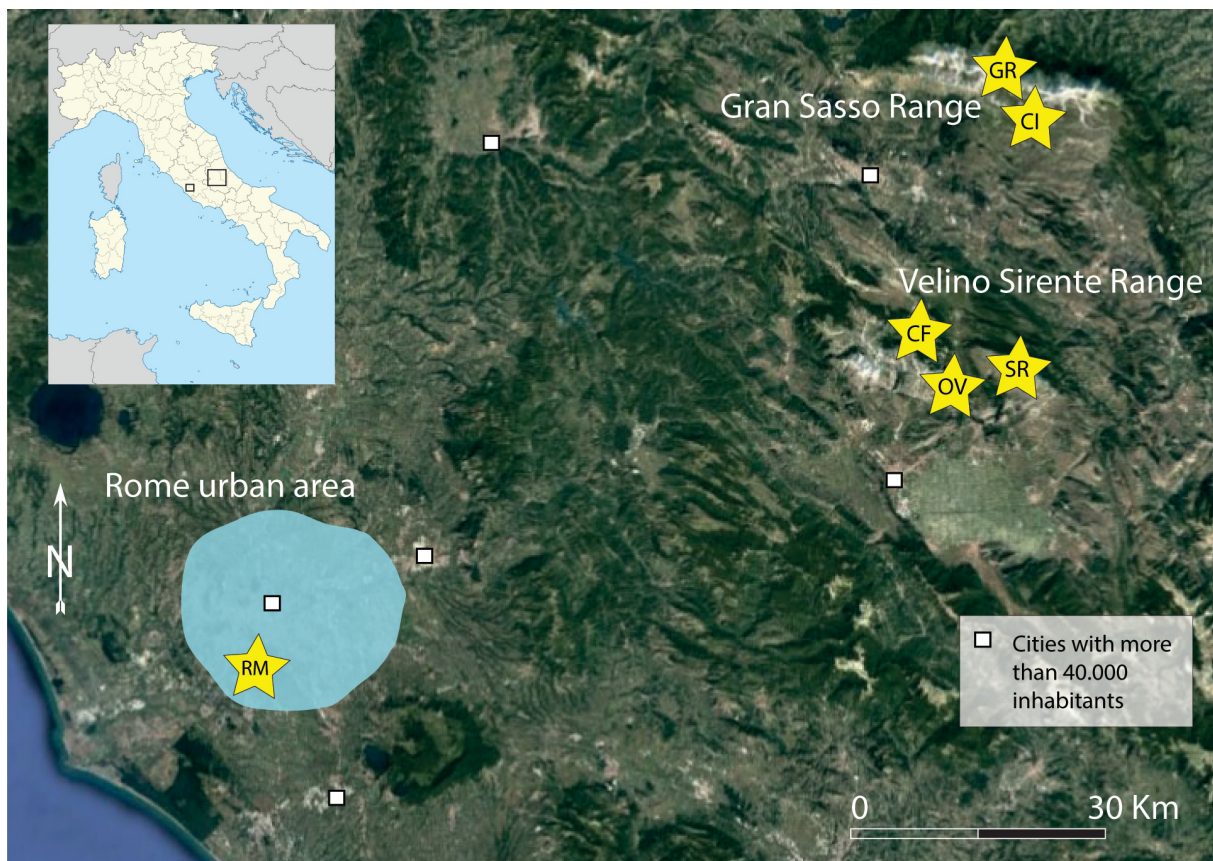 GR
Gran Sasso Range
CI
Velino Sirente Range
CF
SR
OV
Rome urban area
N
RM
Cities with more
than 40.000
inhabitants
0 30 Km